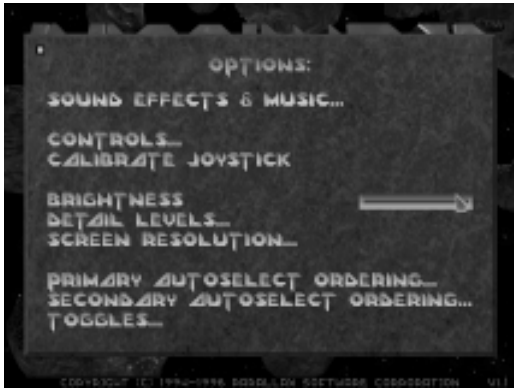 OPTIONS:
SOUND EFFECTS & MUSIC...
CONTROLS...
CALIBRATE JOYSTICK
BRIGHTNESS
DETAIL LEVELS...
SCREEN RESOLUTION...
PRIMARY AUTOSELECT ORDERING...
SECONDARY AUTOSELECT ORDERING...
TOGGLES...
COPYRIGHT (C) 1994-1996 PARALLAX SOFTWARE CORPORATION